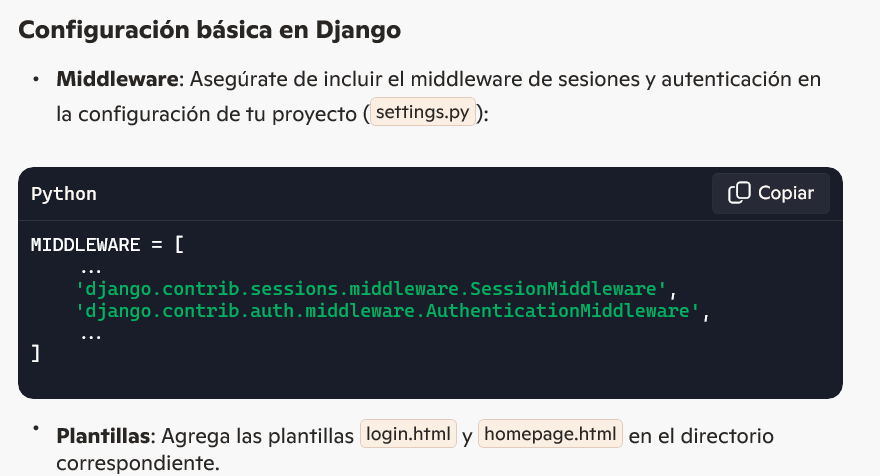 Configuración básica en Django
• Middleware: Asegúrate de incluir el middleware de sesiones y autenticación en
la configuración de tu proyecto (settings.py):
Python
Copiar
MIDDLEWARE = [
    ...
    'django.contrib.sessions.middleware.SessionMiddleware',
    'django.contrib.auth.middleware.AuthenticationMiddleware',
    ...
]
• Plantillas: Agrega las plantillas login.html y homepage.html en el directorio
correspondiente.